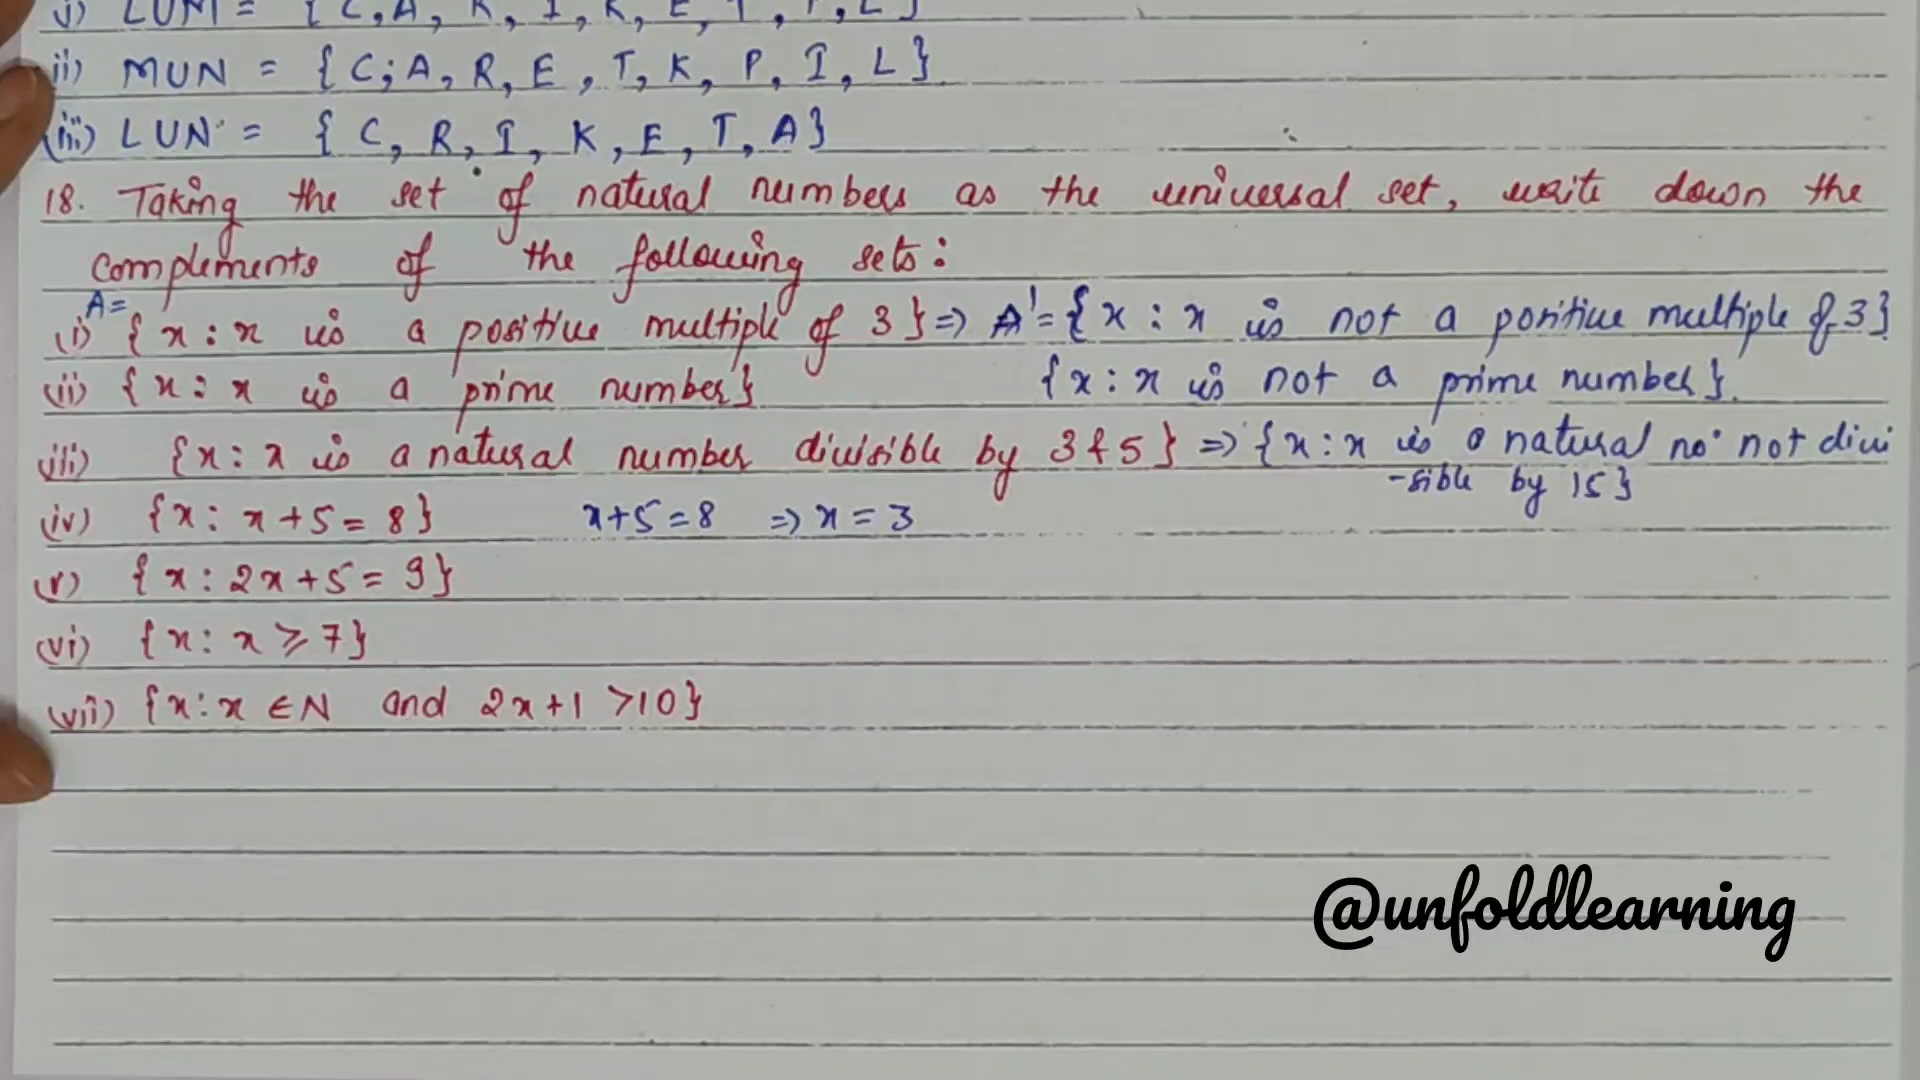 i) LUM = { C, A, R, I, K, E, T, P, L }
ii) MUN = { C; A, R, E, T, K, P, I, L }
(iii) LUN = { C, R, I, K, E, T, A }
18. Taking the set of natural numbers as the universal set, write down the
complements of the following sets:
A =
(i) { x : x is a positive multiple of 3 } => A' = { x : x is not a positive multiple of 3 }
(ii) { x : x is a prime number } { x : x is not a prime number }.
(iii) { x : x is a natural number divisible by 3 & 5 } => { x : x is a natural no. not divi
-sible by 15 }
(iv) { x : x + 5 = 8 } x + 5 = 8 => x = 3
(v) { x : 2x + 5 = 9 }
(vi) { x : x ⩾ 7 }
(vii) { x : x ∈ N and 2x + 1 > 10 }
@unfoldlearning